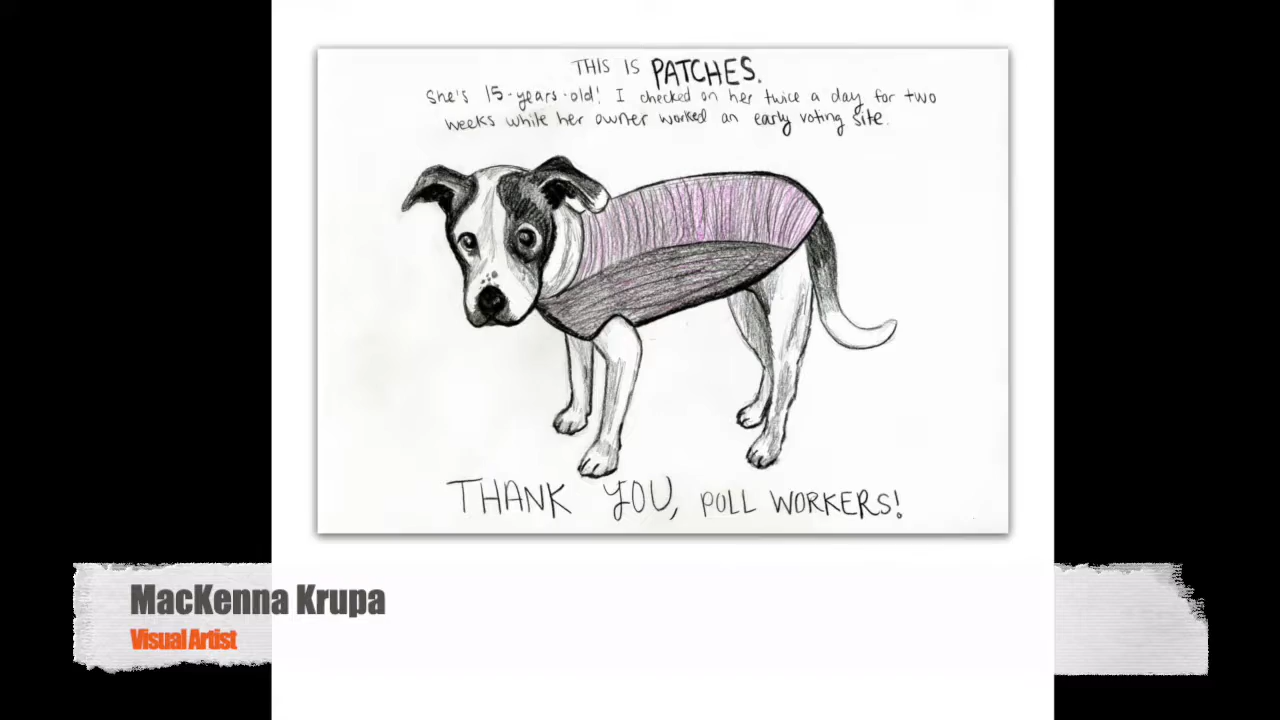 THIS IS PATCHES.
She's 15-years-old! I checked on her twice a day for two
weeks while her owner worked an early voting site.
THANK YOU, POLL WORKERS!
MacKenna Krupa
Visual Artist